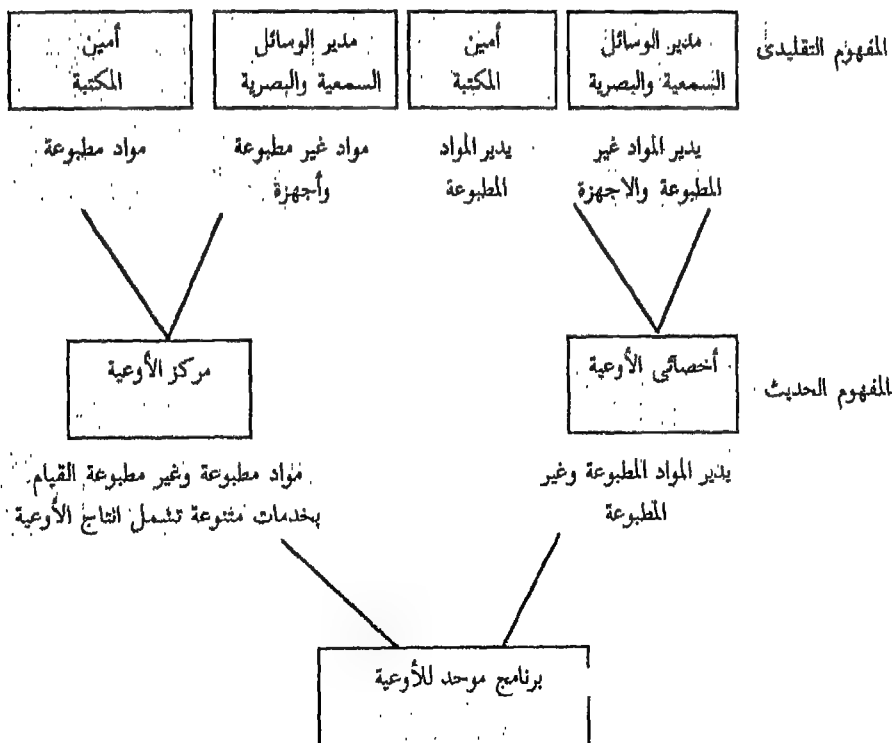 المفهوم التقليدى
مدير الوسائل
السمعية والبصرية
أمين
المكتبة
مدير الوسائل
السمعية والبصرية
أمين
المكتبة
يدير المواد غير
المطبوعة والاجهزة
يدير المواد
المطبوعة
مواد غير مطبوعة
وأجهزة
مواد مطبوعة
المفهوم الحديث
أخصائى الأوعية
مركز الأوعية
يدير المواد المطبوعة وغير
المطبوعة
مواد مطبوعة وغير مطبوعة القيام
بخدمات متنوعة تشمل انتاج الأوعية
برنامج موحد للأوعية